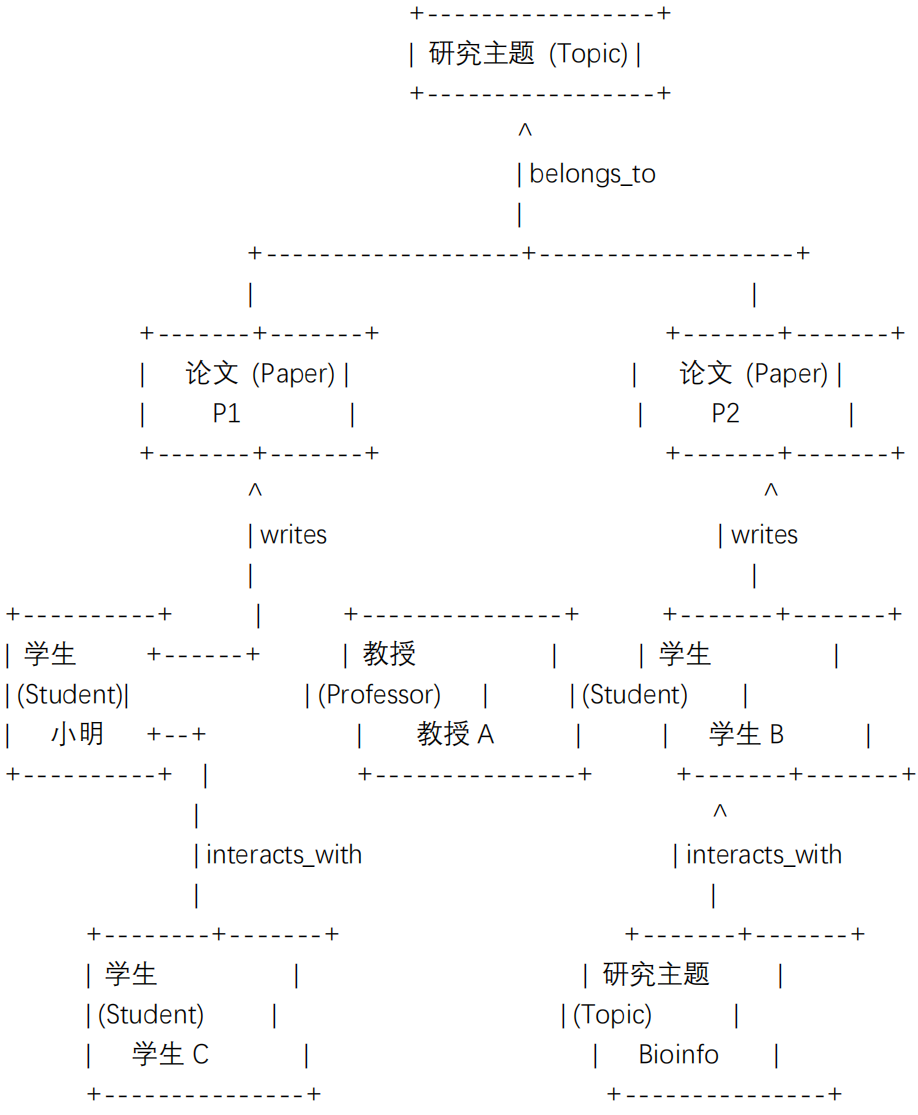 +-----------------+
| 研究主题 (Topic) |
+-----------------+
^
| belongs_to
|
+-------------------+-------------------+
| |
+-------+-------+ +-------+-------+
| 论文 (Paper) | | 论文 (Paper) |
| P1 | | P2 |
+-------+-------+ +-------+-------+
^ ^
| writes | writes
| |
+----------+ | +---------------+ +-------+-------+
| 学生 +------+ | 教授 | | 学生 |
| (Student)| | (Professor) | | (Student) |
| 小明 +--+ | 教授 A | | 学生 B |
+----------+ | +---------------+ +-------+-------+
| ^
| interacts_with | interacts_with
| |
+--------+-------+ +-------+-------+
| 学生 | | 研究主题 |
| (Student) | | (Topic) |
| 学生 C | | Bioinfo |
+---------------+ +---------------+